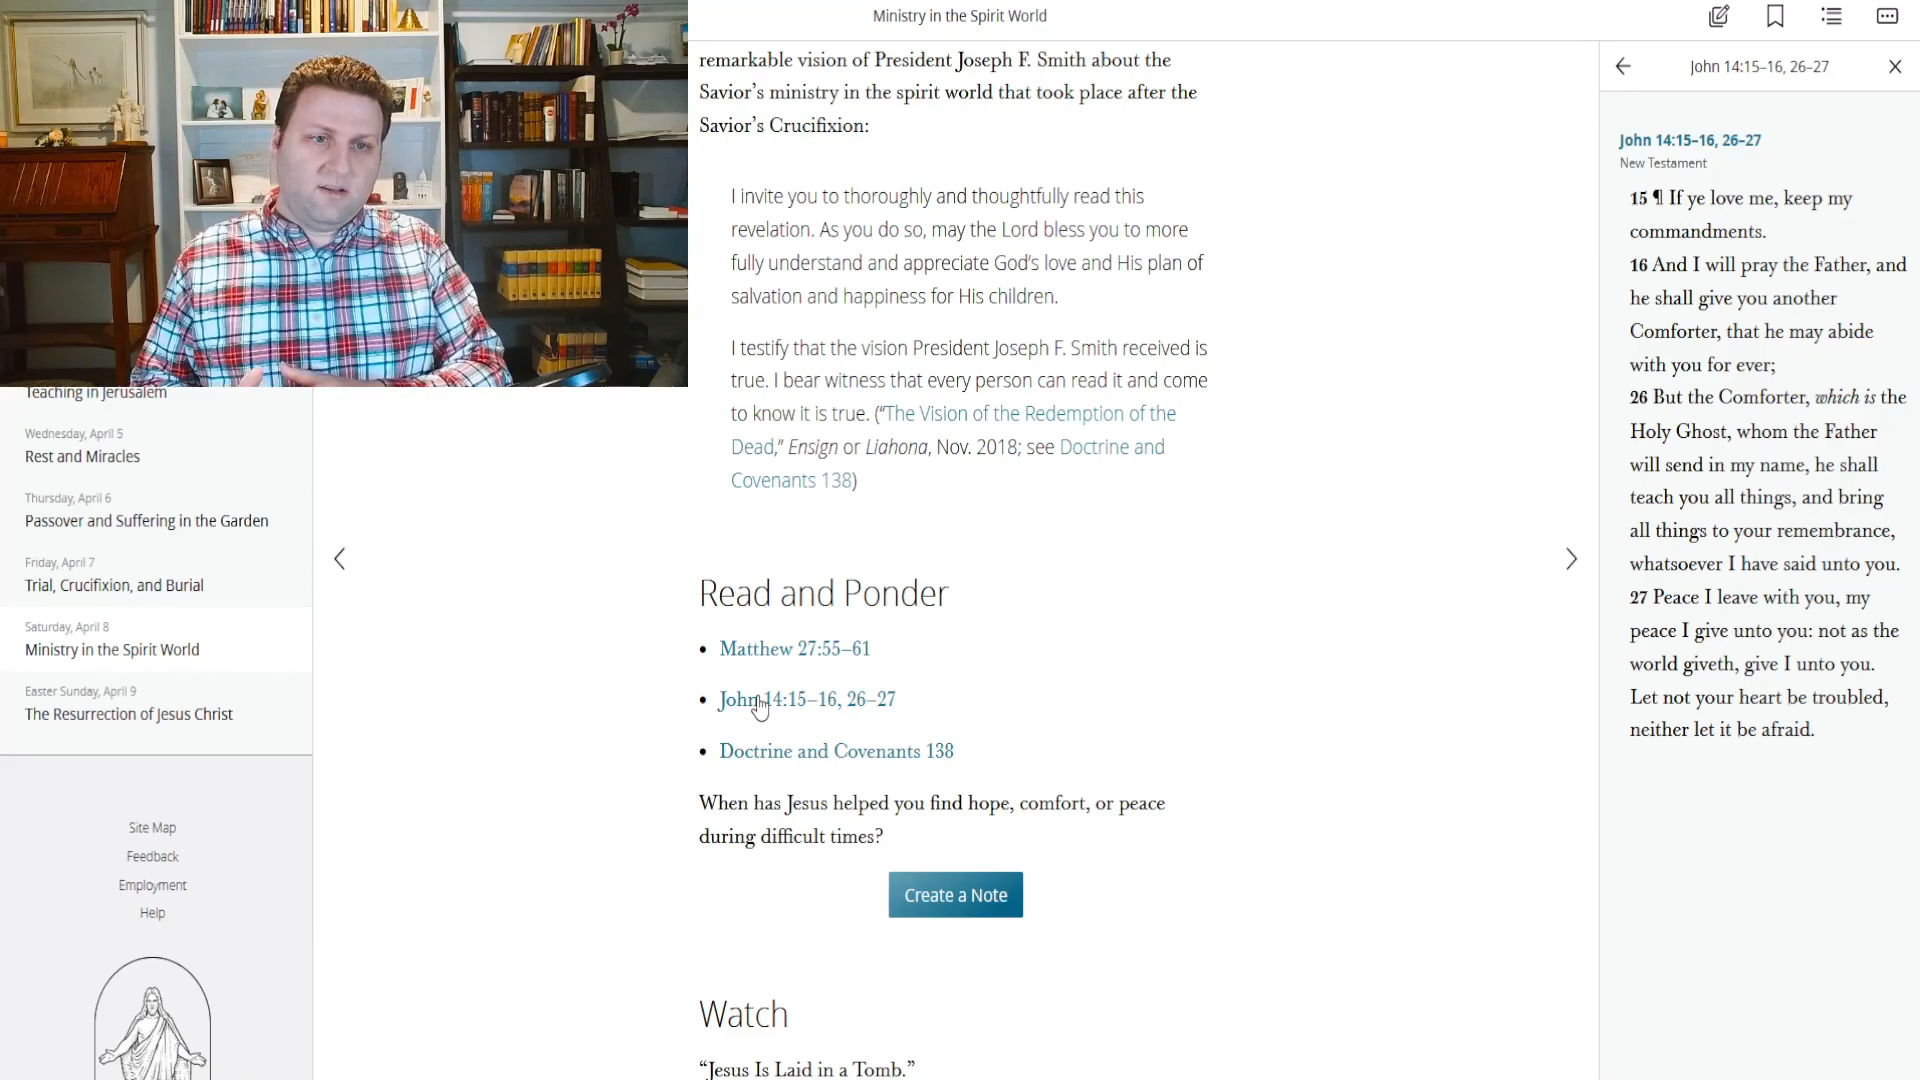 Ministry in the Spirit World
remarkable vision of President Joseph F. Smith about the
Savior’s ministry in the spirit world that took place after the
Savior’s Crucifixion:
I invite you to thoroughly and thoughtfully read this
revelation. As you do so, may the Lord bless you to more
fully understand and appreciate God’s love and His plan of
salvation and happiness for His children.
I testify that the vision President Joseph F. Smith received is
true. I bear witness that every person can read it and come
to know it is true. (“The Vision of the Redemption of the
Dead,” Ensign or Liahona, Nov. 2018; see Doctrine and
Covenants 138)
Read and Ponder
• Matthew 27:55–61
• John 14:15–16, 26–27
• Doctrine and Covenants 138
When has Jesus helped you find hope, comfort, or peace
during difficult times?
Create a Note
Watch
“Jesus Is Laid in a Tomb.”
Teaching in Jerusalem
Wednesday, April 5
Rest and Miracles
Thursday, April 6
Passover and Suffering in the Garden
Friday, April 7
Trial, Crucifixion, and Burial
Saturday, April 8
Ministry in the Spirit World
Easter Sunday, April 9
The Resurrection of Jesus Christ
Site Map
Feedback
Employment
Help
John 14:15–16, 26–27
John 14:15–16, 26–27
New Testament
15 ¶ If ye love me, keep my
commandments.
16 And I will pray the Father, and
he shall give you another
Comforter, that he may abide
with you for ever;
26 But the Comforter, which is the
Holy Ghost, whom the Father
will send in my name, he shall
teach you all things, and bring
all things to your remembrance,
whatsoever I have said unto you.
27 Peace I leave with you, my
peace I give unto you: not as the
world giveth, give I unto you.
Let not your heart be troubled,
neither let it be afraid.